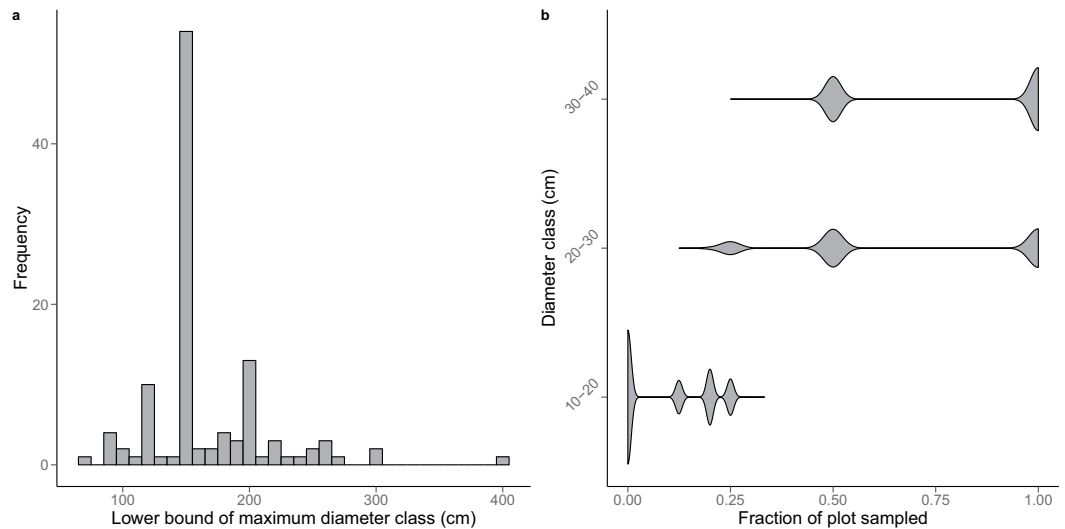 a
Frequency
40
20
0
100 200 300 400
Lower bound of maximum diameter class (cm)
b
Diameter class (cm)
30−40
20−30
10−20
0.00 0.25 0.50 0.75 1.00
Fraction of plot sampled